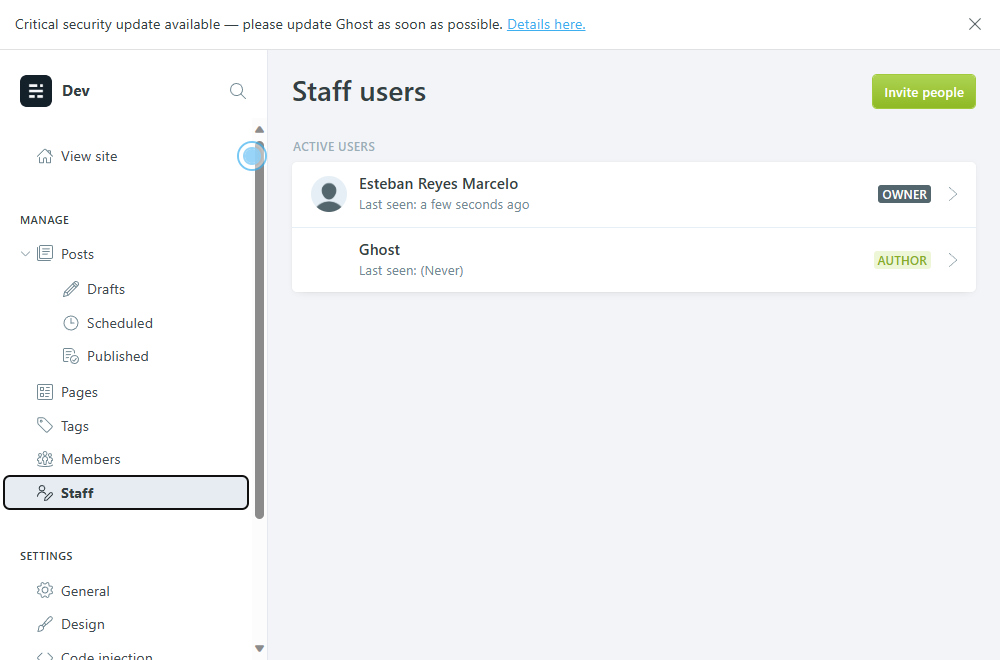 Critical security update available — please update Ghost as soon as possible. Details here.
Dev
View site
MANAGE
Posts
Drafts
Scheduled
Published
Pages
Tags
Members
Staff
SETTINGS
General
Design
Code injection
Staff users
Invite people
ACTIVE USERS
Esteban Reyes Marcelo
Last seen: a few seconds ago
OWNER
Ghost
Last seen: (Never)
AUTHOR